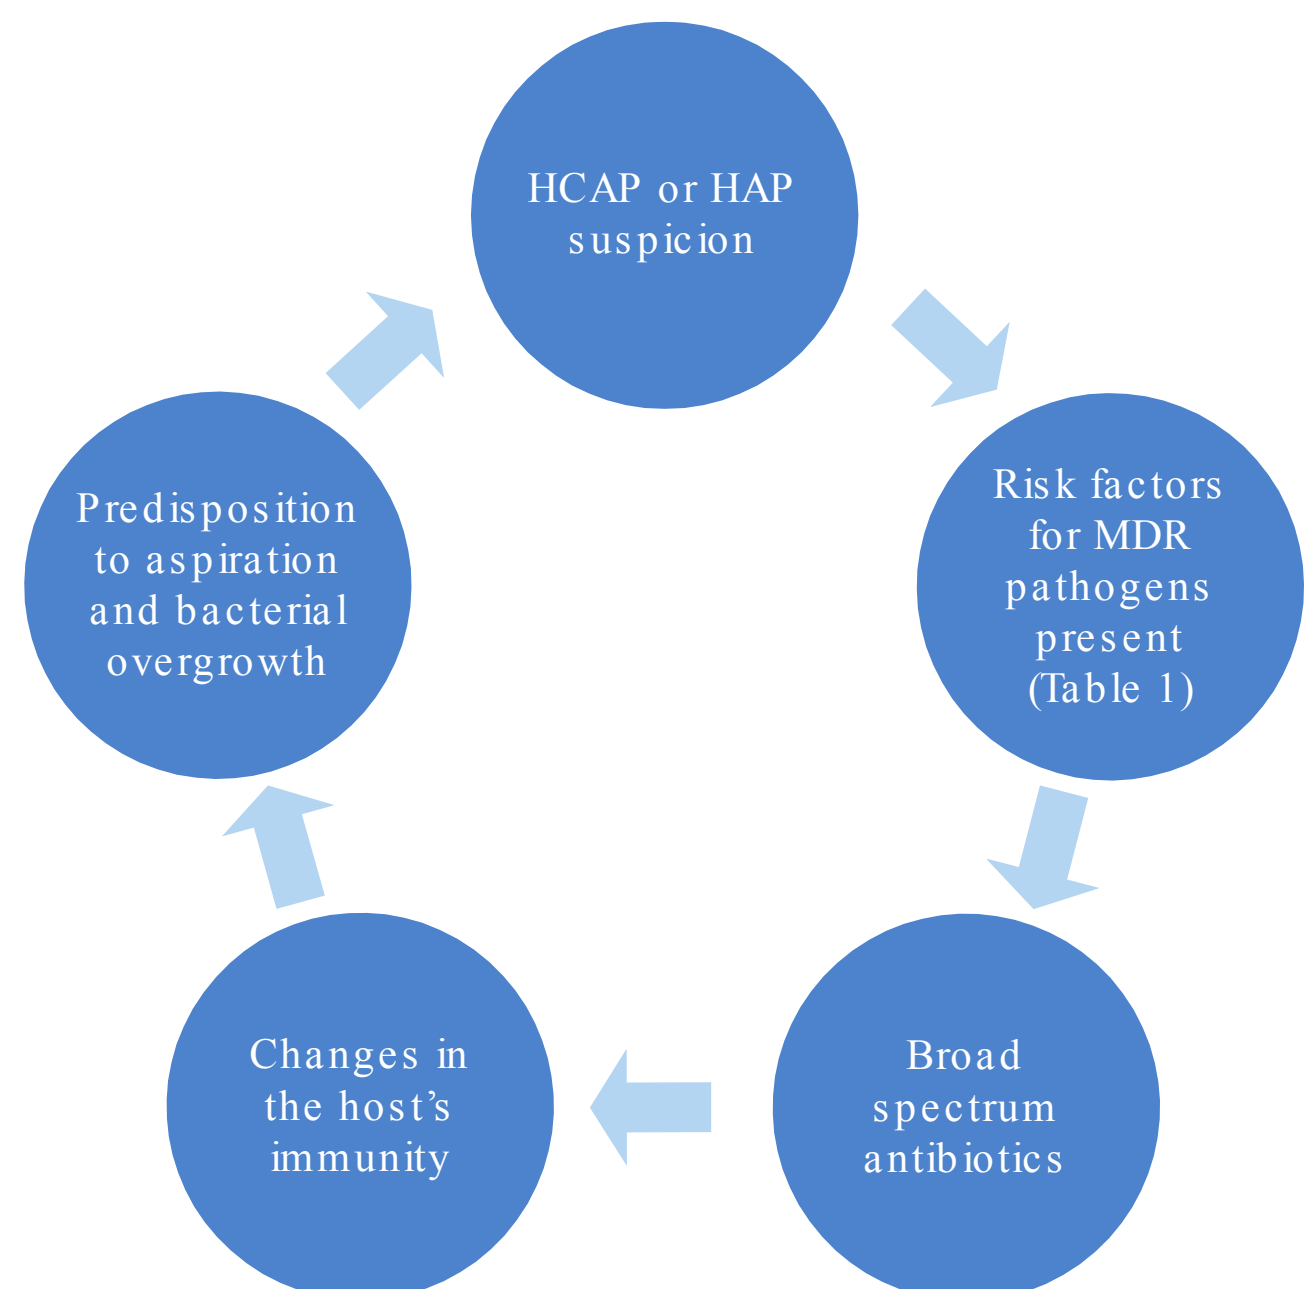 HCAP or HAP
suspicion
Risk factors
for MDR
pathogens
present
(Table 1)
Broad
spectrum
antibiotics
Changes in
the host’s
immunity
Predisposition
to aspiration
and bacterial
overgrowth